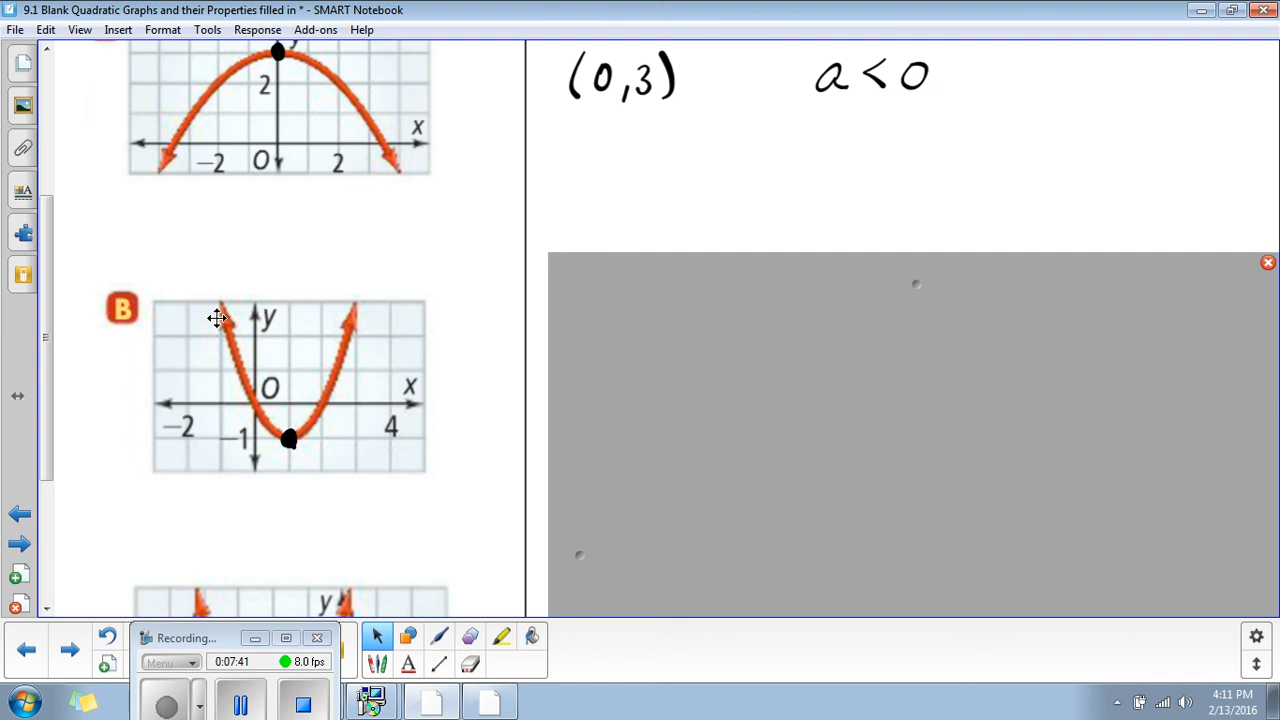 9.1 Blank Quadratic Graphs and their Properties filled in * - SMART Notebook
File Edit View Insert Format Tools Add-ons Response Help
y
2
x
−2 O 2
(0,3) a < 0
B
y
O x
−2 −1 4
y
Recording...
Menu 0:07:41 8.0 fps
A
4:11 PM
2/13/2016